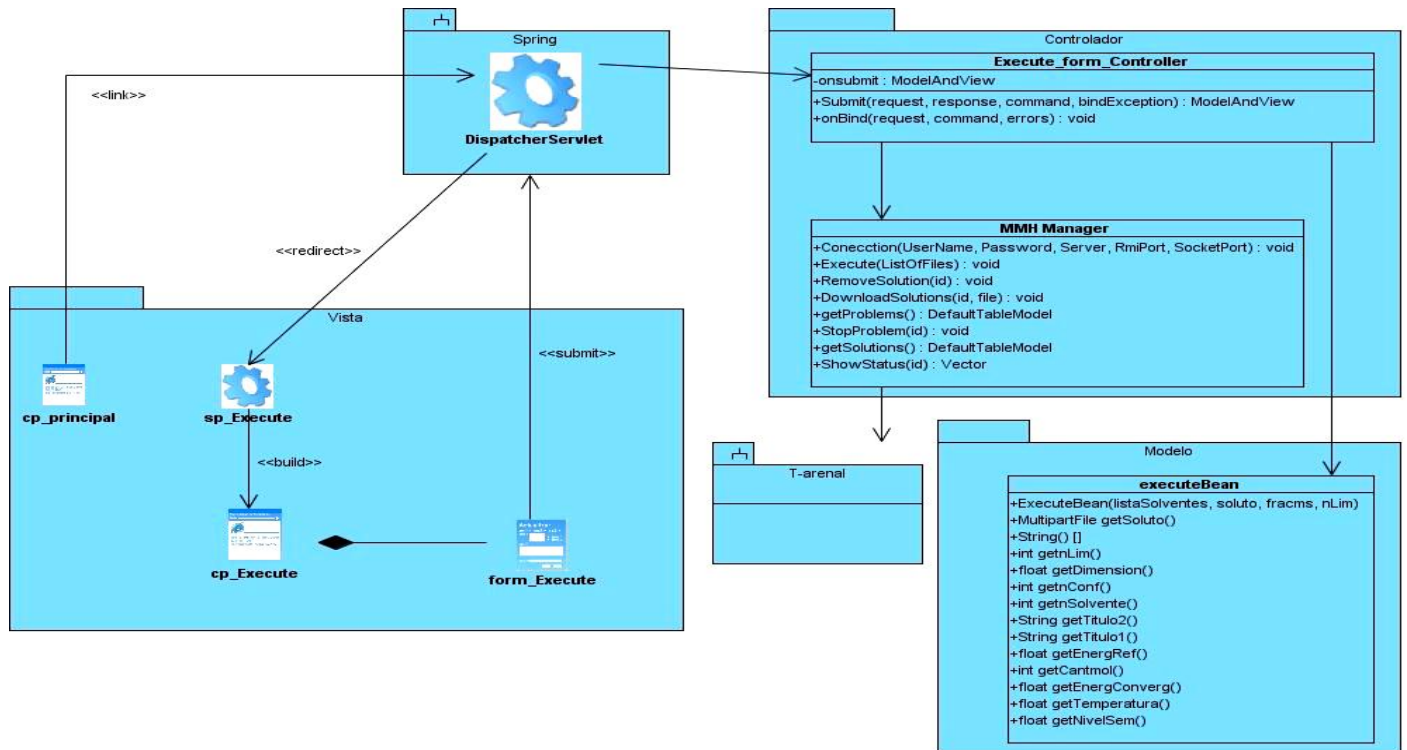 Spring
DispatcherServlet
<<link>>
<<redirect>>
<<submit>>
Vista
cp_principal
sp_Execute
<<build>>
cp_Execute
form_Execute
Controlador
Execute_form_Controller
-onsubmit : ModelAndView
+Submit(request, response, command, bindException) : ModelAndView
+onBind(request, command, errors) : void
MMH Manager
+Conecction(UserName, Password, Server, RmiPort, SocketPort) : void
+Execute(ListOfFiles) : void
+RemoveSolution(id) : void
+DownloadSolutions(id, file) : void
+getProblems() : DefaultTableModel
+StopProblem(id) : void
+getSolutions() : DefaultTableModel
+ShowStatus(id) : Vector
T-arenal
Modelo
executeBean
+ExecuteBean(listaSolventes, soluto, fracms, nLim)
+MultipartFile getSoluto()
+String() []
+int getnLim()
+float getDimension()
+int getnConf()
+int getnSolvente()
+String getTitulo2()
+String getTitulo1()
+float getEnergRef()
+int getCantmol()
+float getEnergConverg()
+float getTemperatura()
+float getNivelSem()